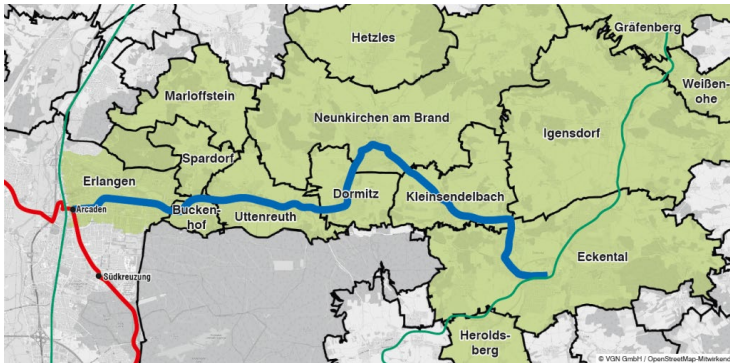 Gräfenberg
Hetzles
Weißen-
ohe
Marloffstein
Neunkirchen am Brand
Igensdorf
Spardorf
Erlangen
Dormitz
Kleinsendelbach
Arcaden
Bucken-
hof
Uttenreuth
Eckental
Südkreuzung
Herolds-
berg
© VGN GmbH / OpenStreetMap-Mitwirkend